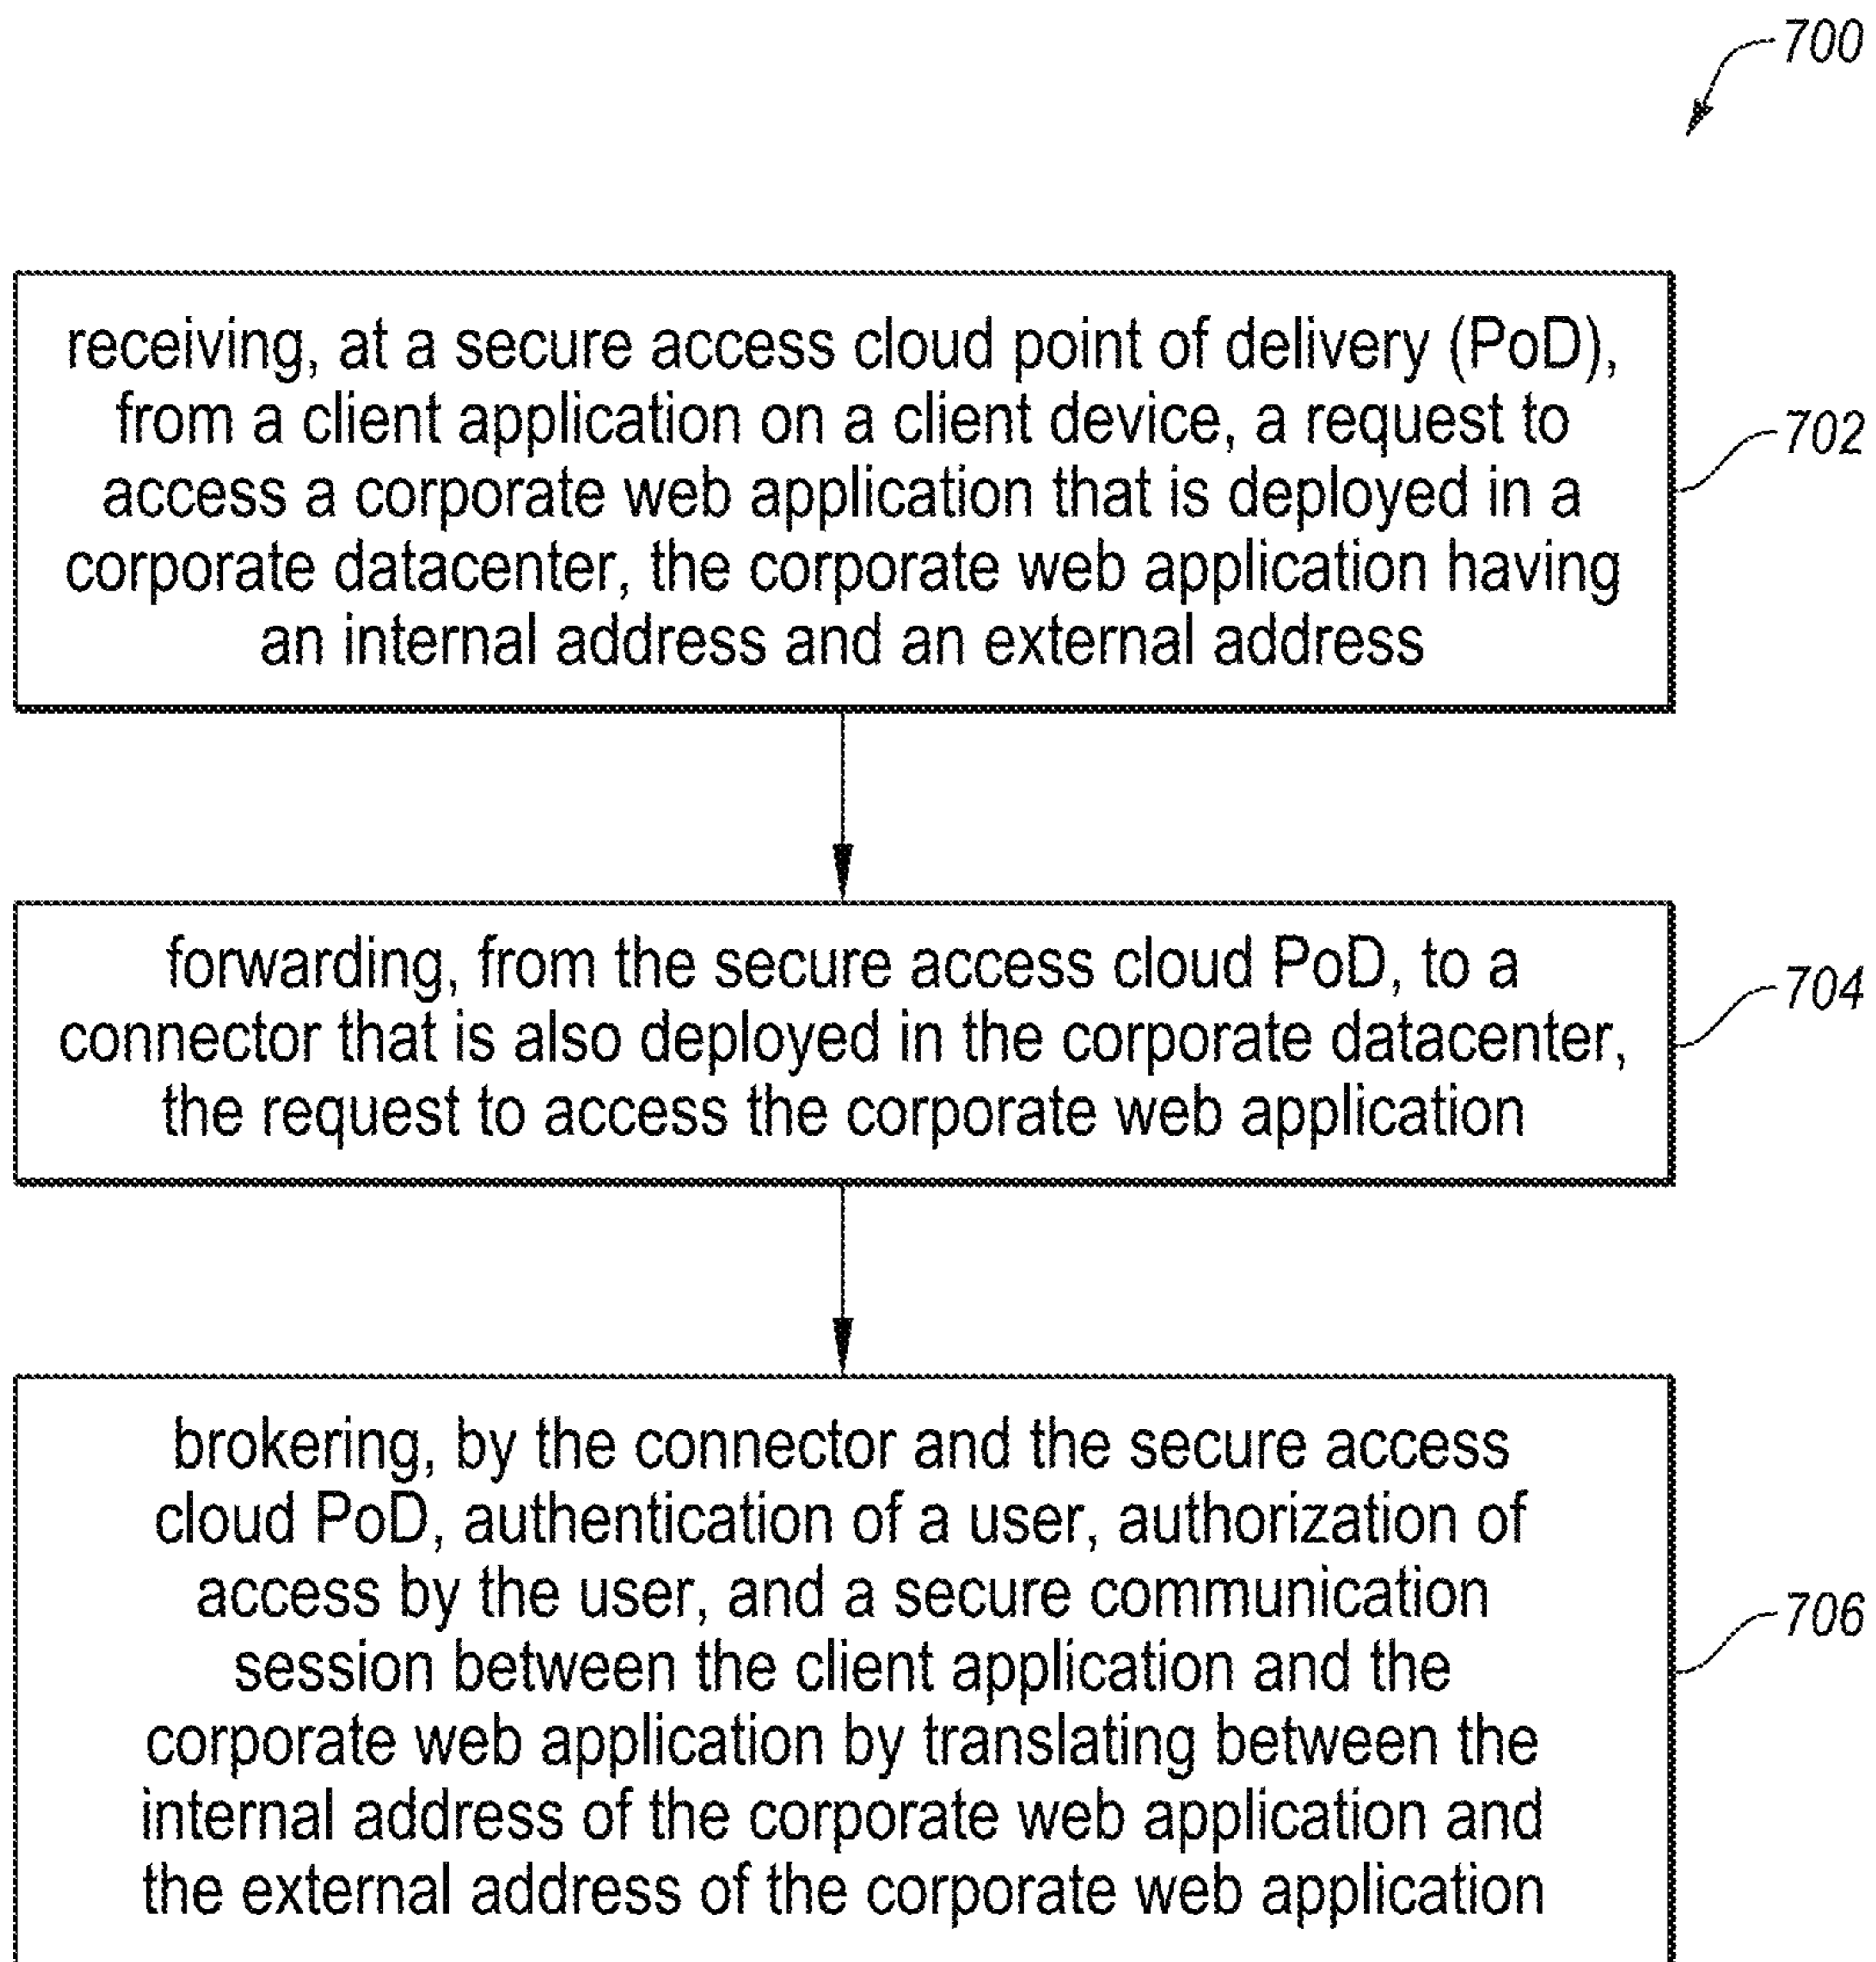 700
receiving, at a secure access cloud point of delivery (PoD),
from a client application on a client device, a request to
access a corporate web application that is deployed in a
corporate datacenter, the corporate web application having
an internal address and an external address
702
forwarding, from the secure access cloud PoD, to a
connector that is also deployed in the corporate datacenter,
the request to access the corporate web application
704
brokering, by the connector and the secure access
cloud PoD, authentication of a user, authorization of
access by the user, and a secure communication
session between the client application and the
corporate web application by translating between the
internal address of the corporate web application and
the external address of the corporate web application
706